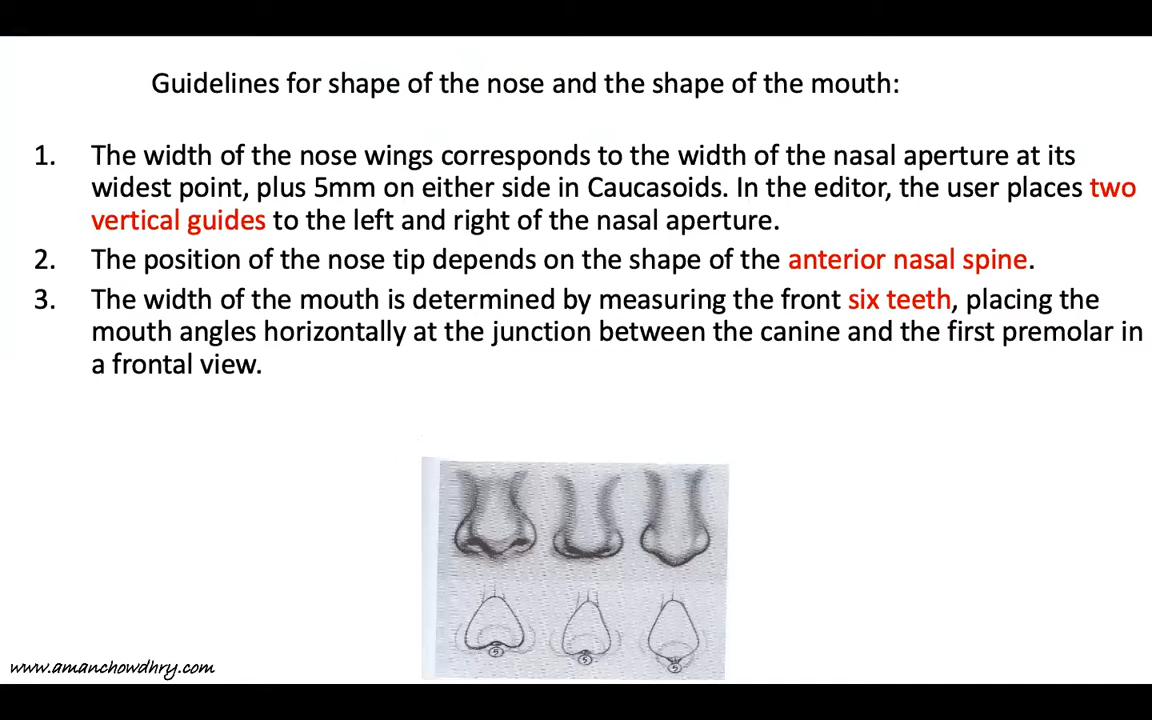 Guidelines for shape of the nose and the shape of the mouth:
1. The width of the nose wings corresponds to the width of the nasal aperture at its
widest point, plus 5mm on either side in Caucasoids. In the editor, the user places two
vertical guides to the left and right of the nasal aperture.
2. The position of the nose tip depends on the shape of the anterior nasal spine.
3. The width of the mouth is determined by measuring the front six teeth, placing the
mouth angles horizontally at the junction between the canine and the first premolar in
a frontal view.
www.amanchowdhry.com